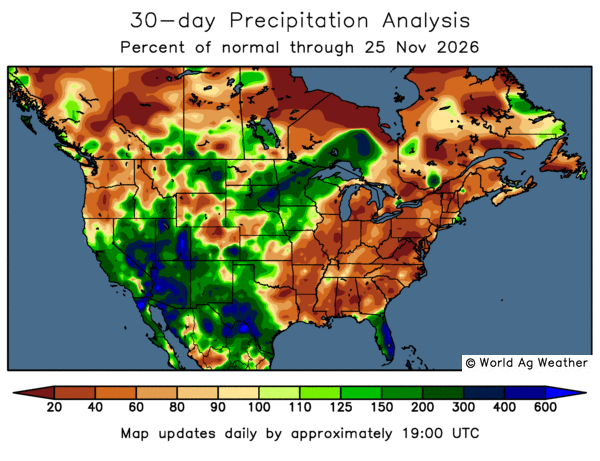 30-day Precipitation Analysis
Percent of normal through 25 Nov 2026
© World Ag Weather
20 40 60 80 90 100 110 125 150 200 300 400 600
Map updates daily by approximately 19:00 UTC